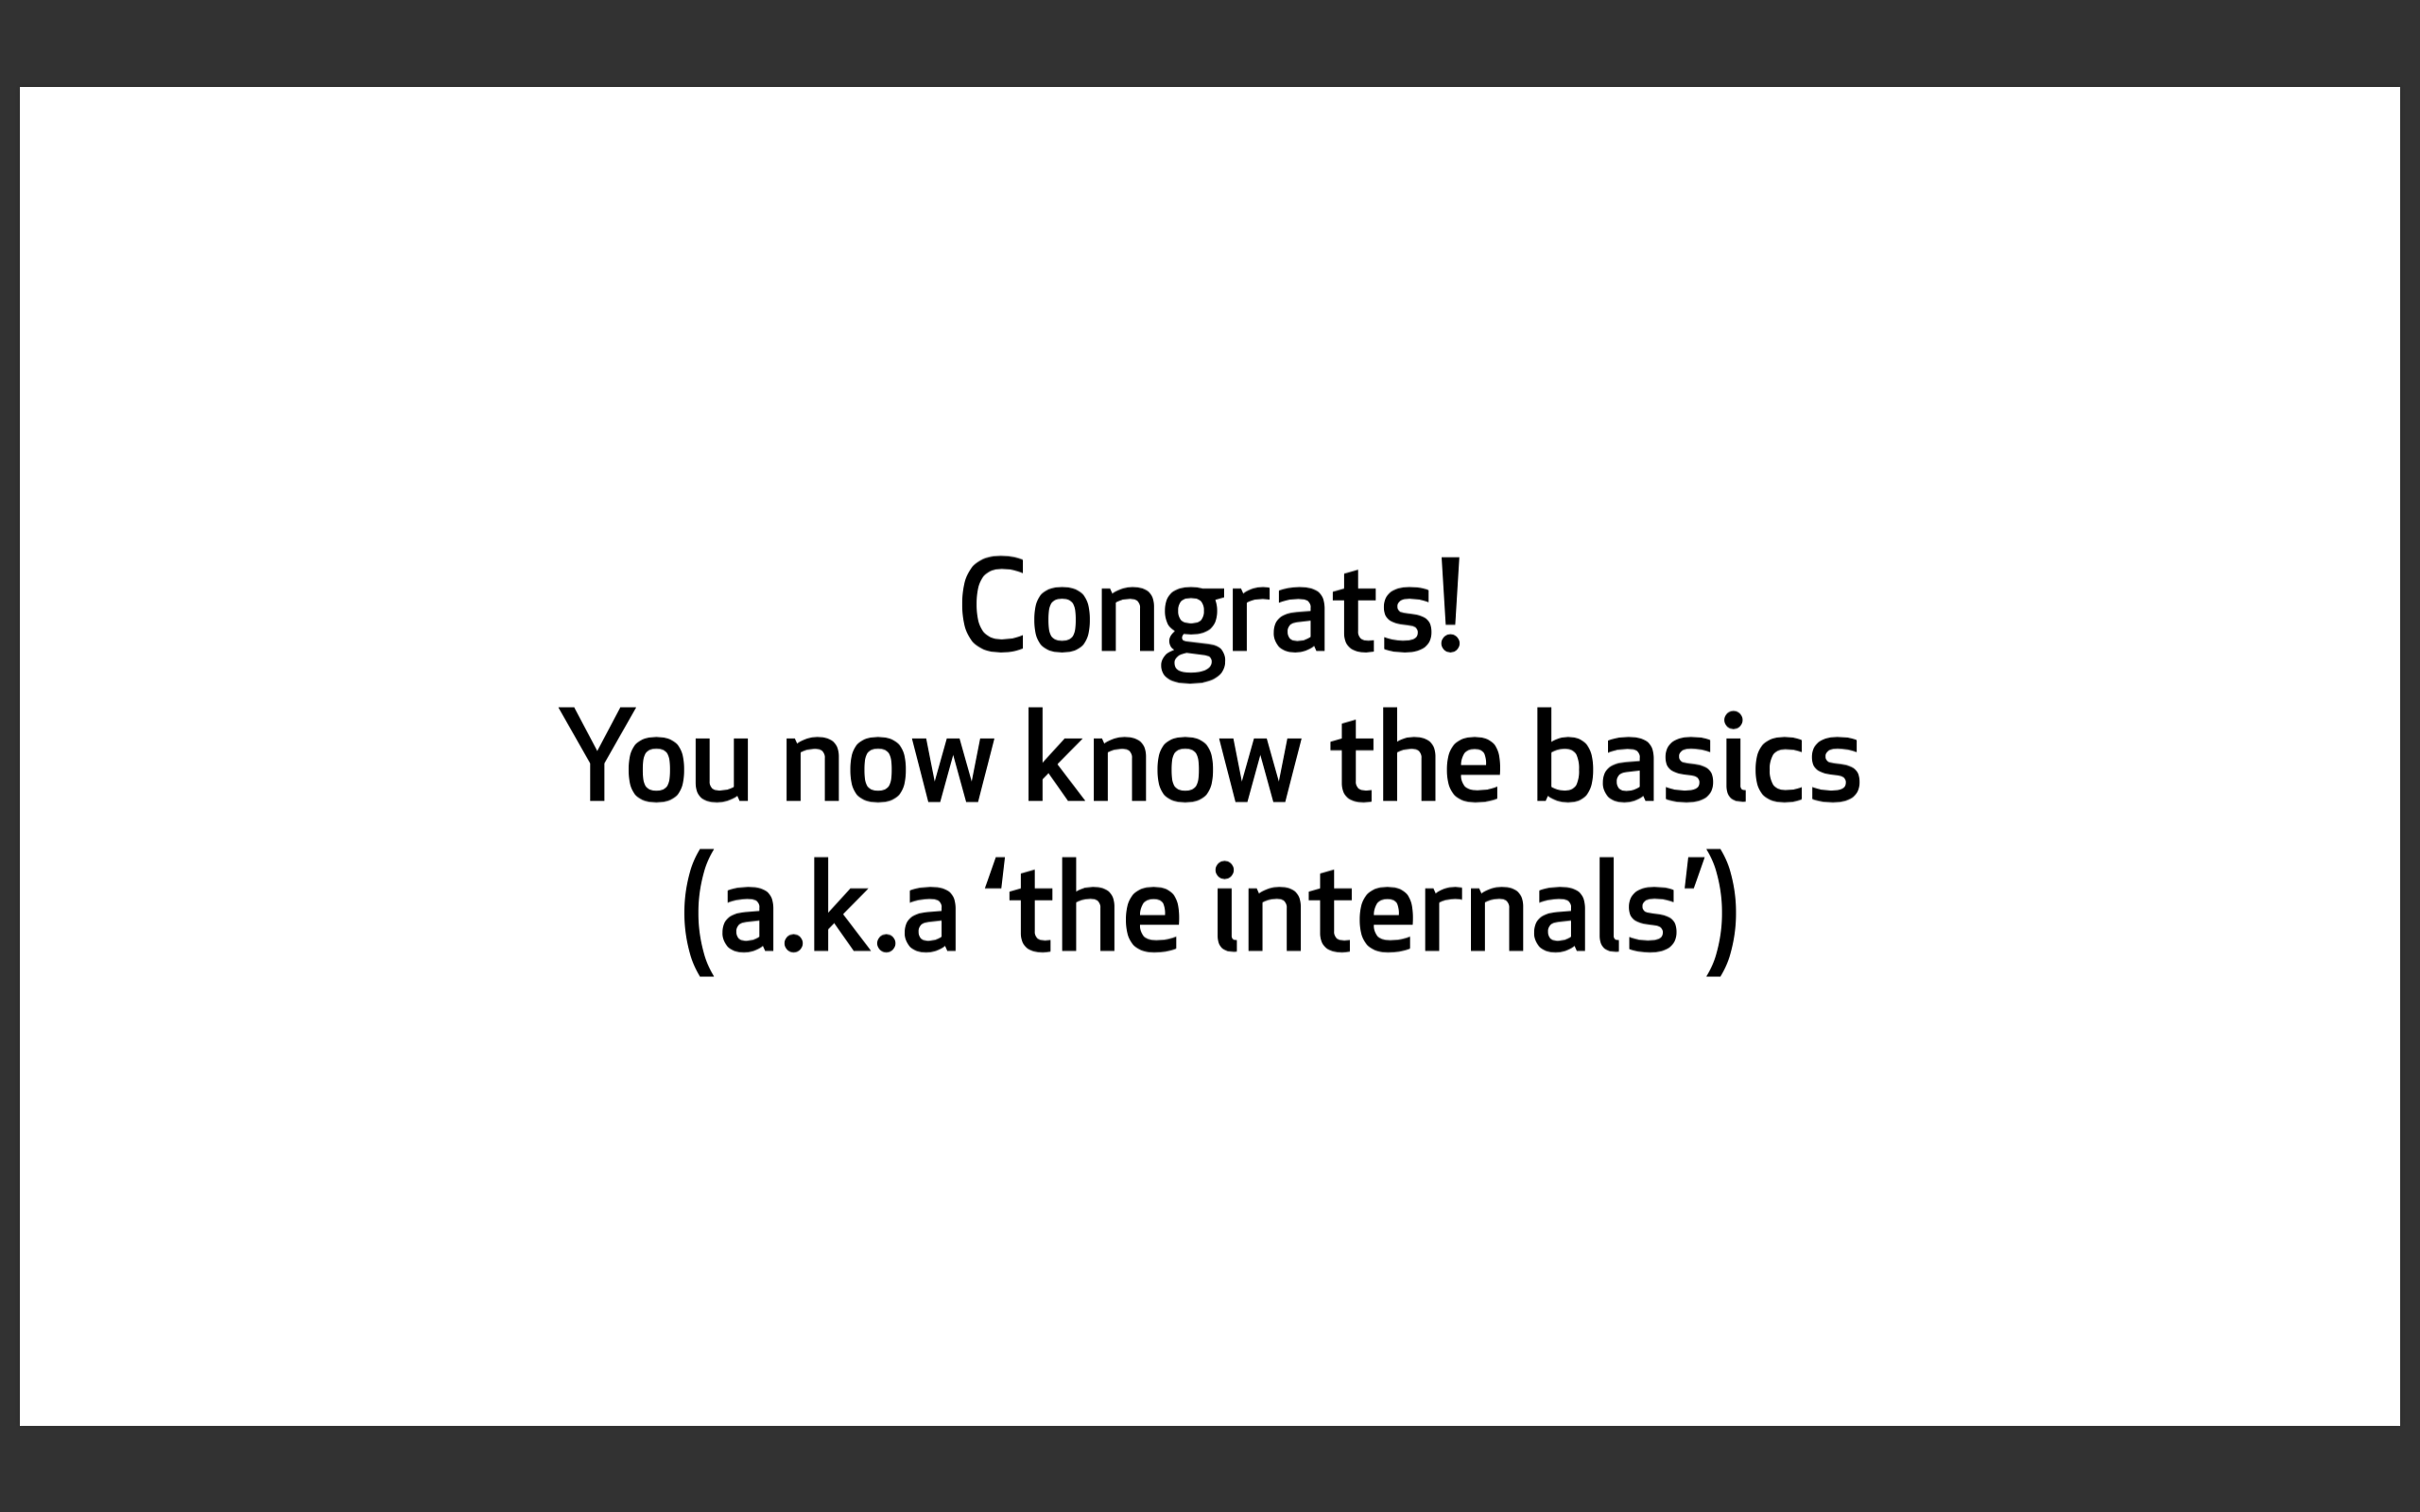 Congrats!
You now know the basics
(a.k.a ‘the internals’)